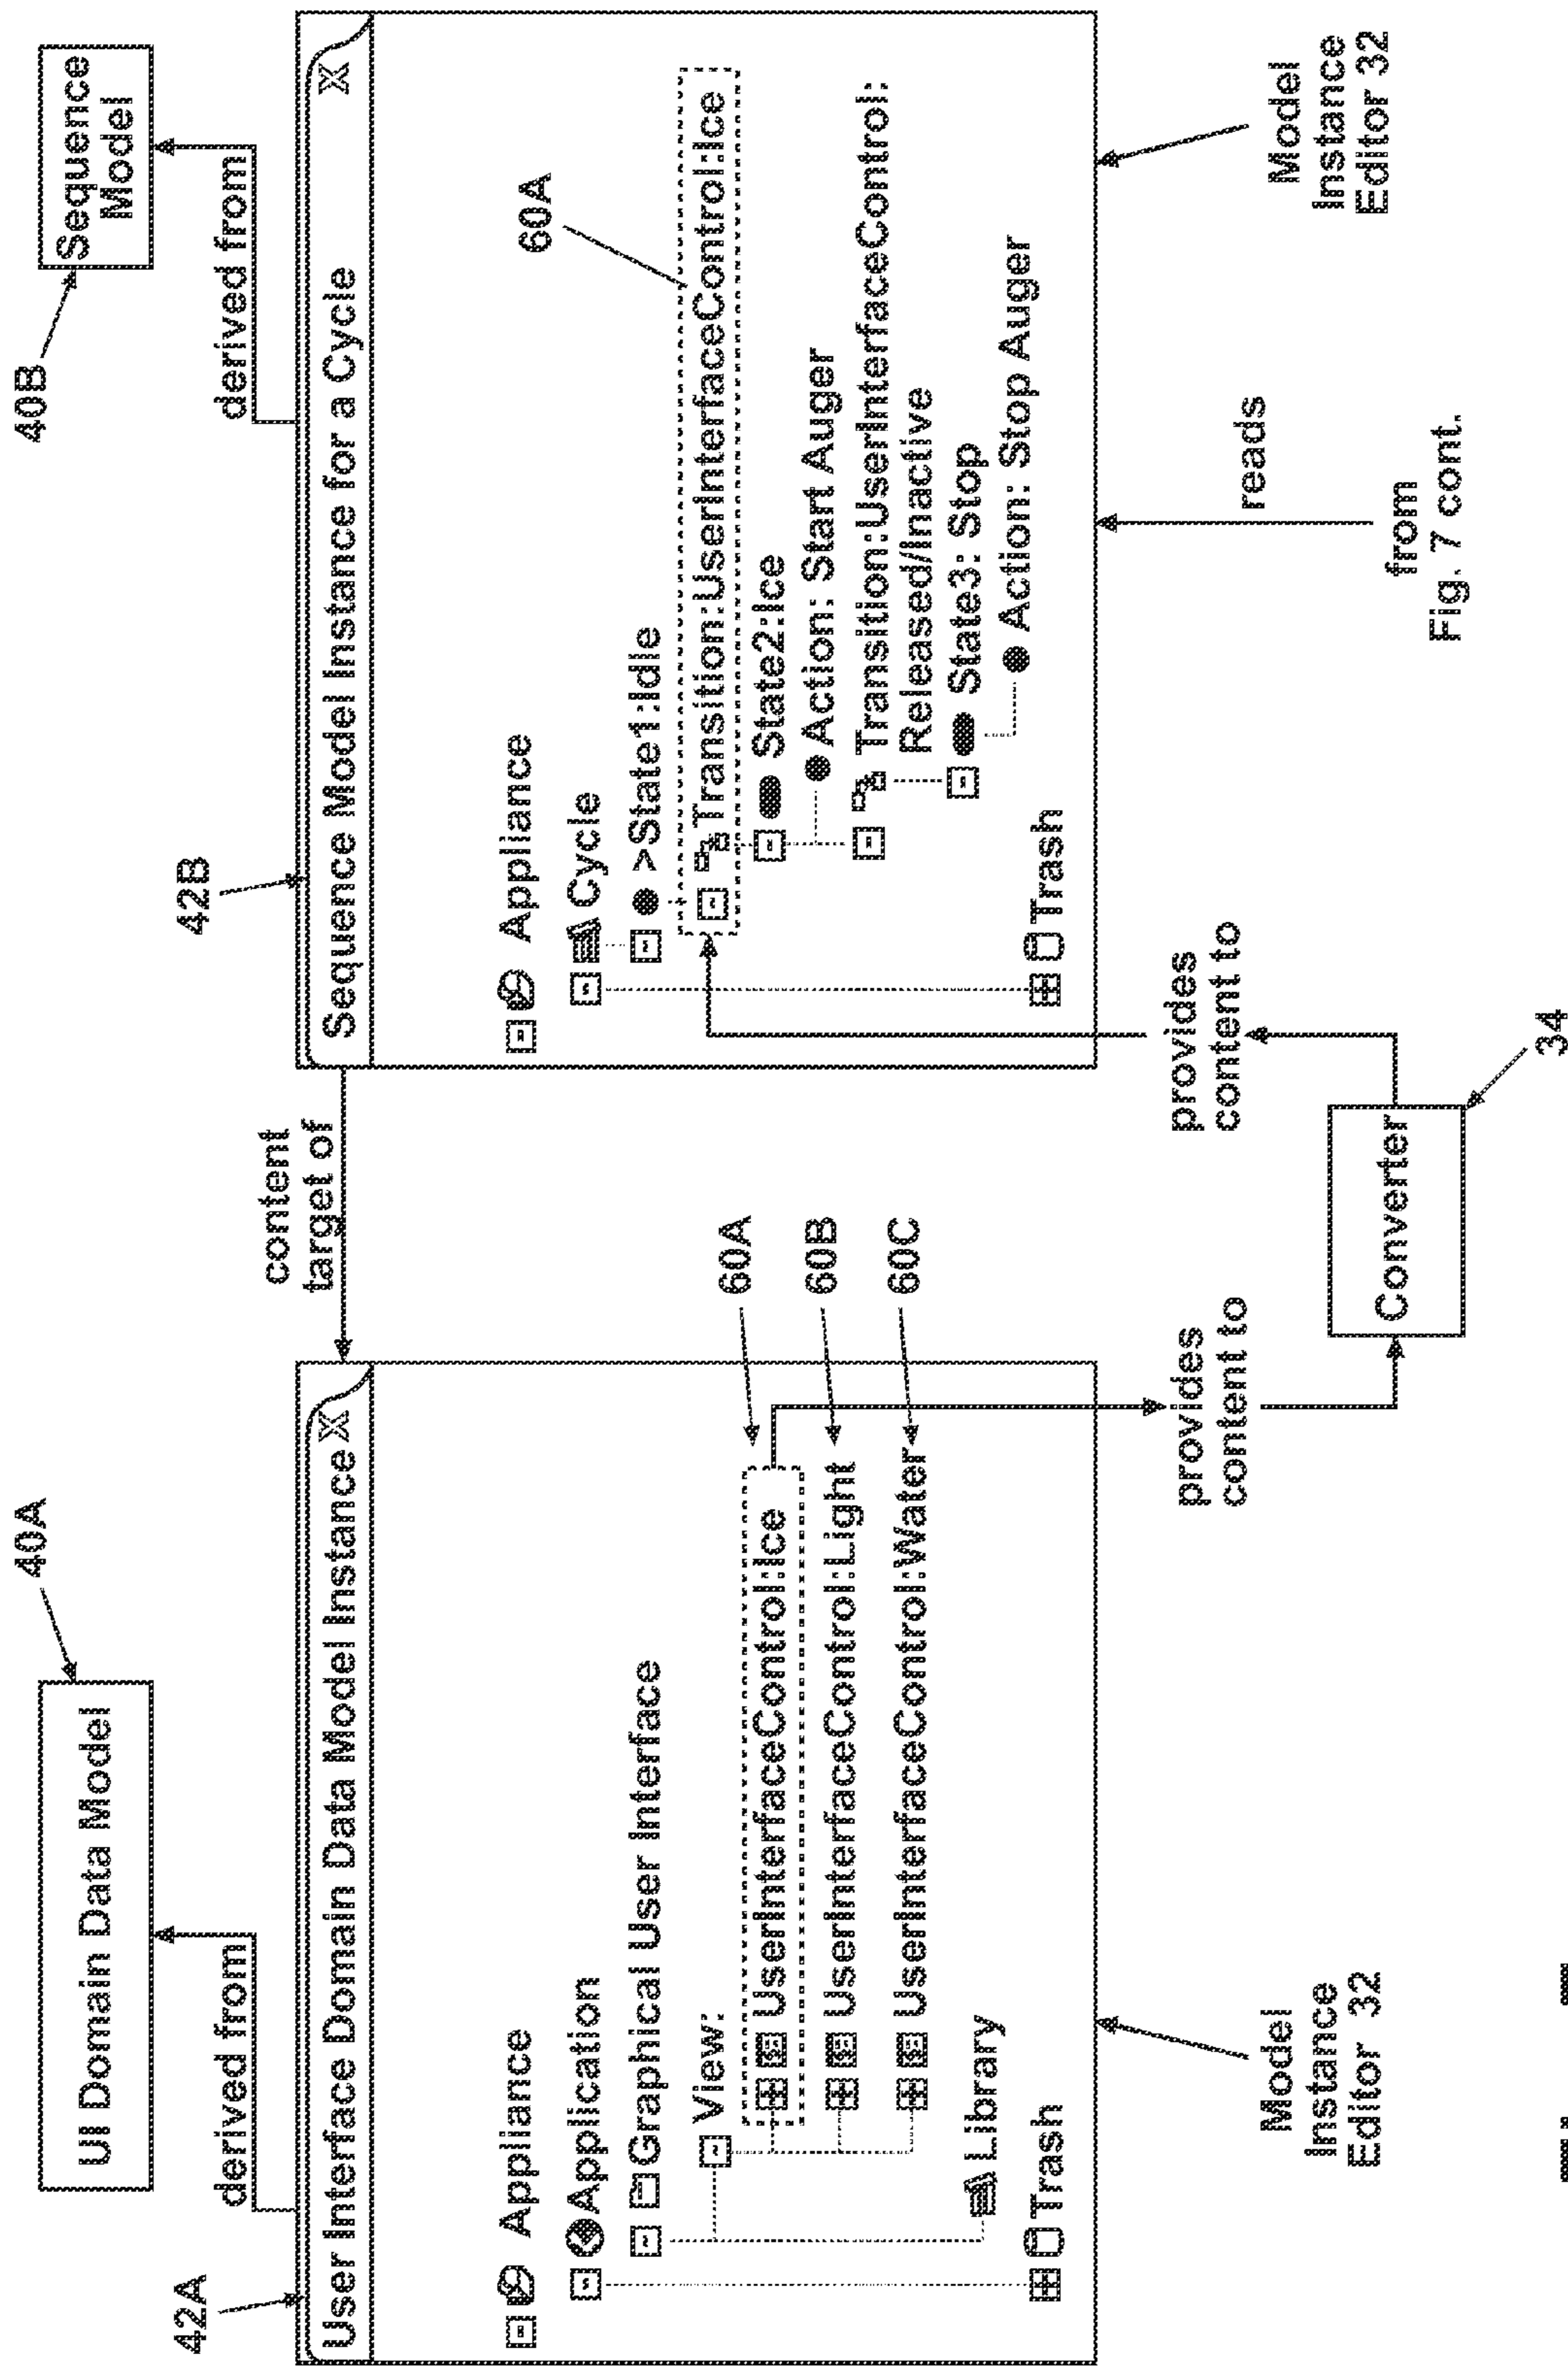 40A
UI Domain Data Model
derived from
42A
User Interface Domain Data Model Instance X
Appliance
Application
Graphical User Interface
View:
UserInterfaceControl:Ice
UserInterfaceControl:Light
UserInterfaceControl:Water
Library
Trash
60A
60B
60C
Model
Instance
Editor 32
content
target of
provides
content to
Converter
34
provides
content to
40B
Sequence
Model
derived from
42B
Sequence Model Instance for a Cycle X
Appliance
Cycle
>State1:Idle
Transition:UserInterfaceControl:Ice
State2:Ice
Action: Start Auger
Transition:UserInterfaceControl:
Released/Inactive
State3: Stop
Action: Stop Auger
Trash
60A
Model
Instance
Editor 32
reads
from
Fig. 7 cont.